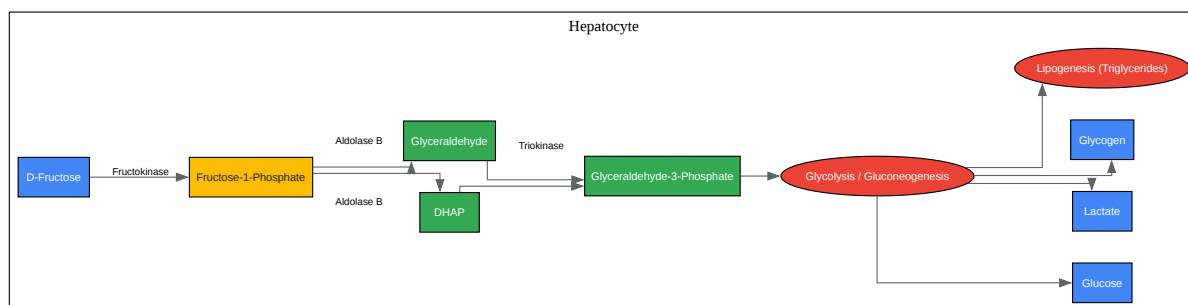 Hepatocyte
Lipogenesis (Triglycerides)
Aldolase B
Glyceraldehyde
Triokinase
Glycogen
D-Fructose
Fructokinase
Fructose-1-Phosphate
Glyceraldehyde-3-Phosphate
Glycolysis / Gluconeogenesis
Aldolase B
DHAP
Lactate
Glucose